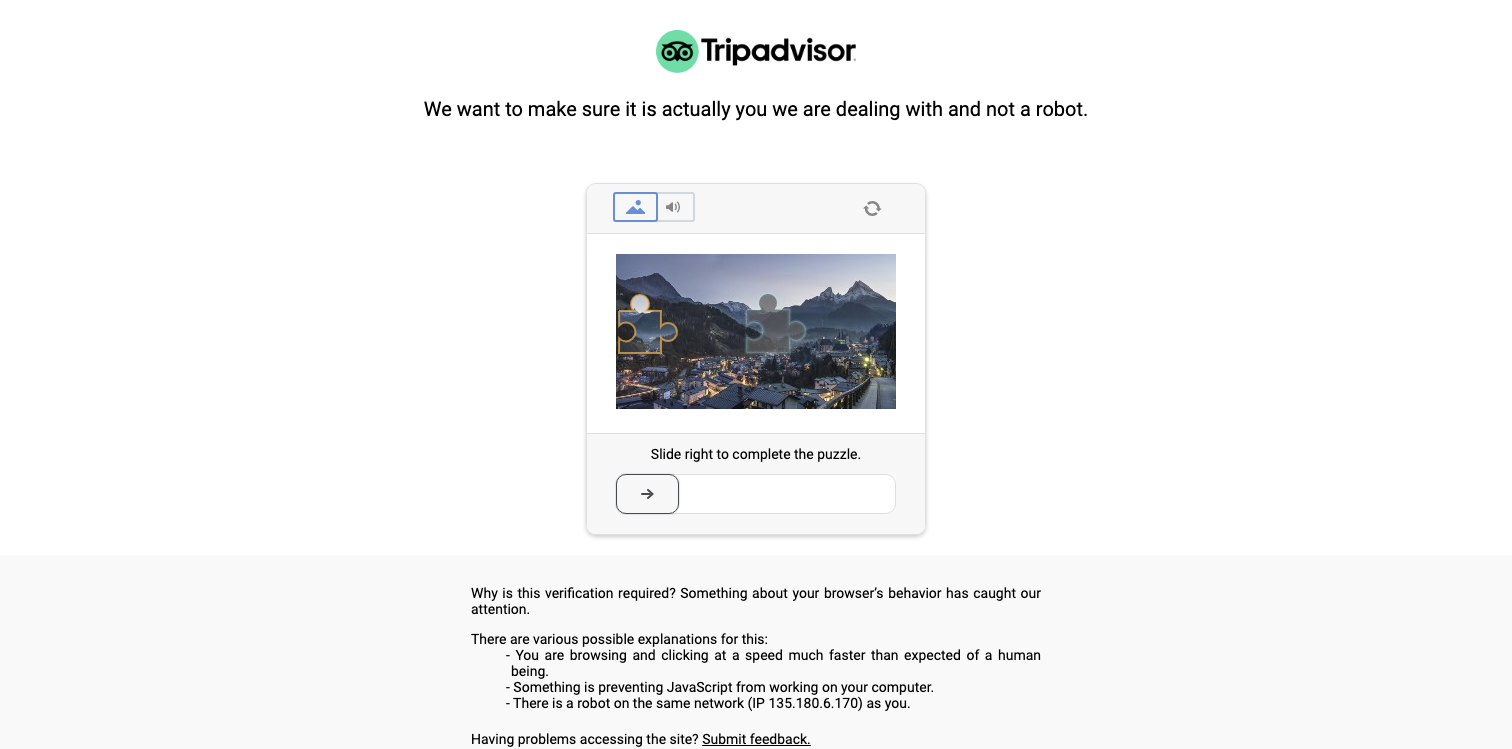 Tripadvisor
We want to make sure it is actually you we are dealing with and not a robot.
Slide right to complete the puzzle.
Why is this verification required? Something about your browser’s behavior has caught our
attention.
There are various possible explanations for this:
- You are browsing and clicking at a speed much faster than expected of a human
being.
- Something is preventing JavaScript from working on your computer.
- There is a robot on the same network (IP 135.180.6.170) as you.
Having problems accessing the site? Submit feedback.